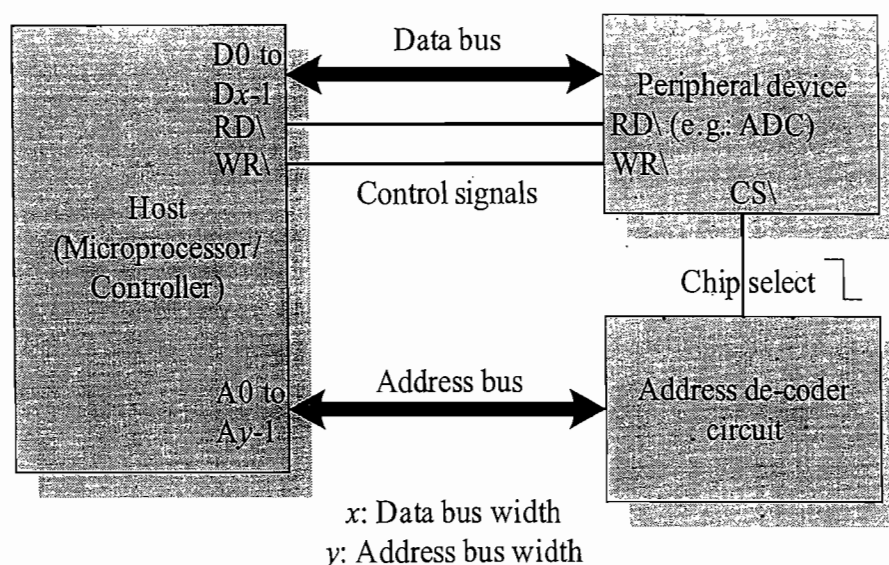 Data bus
D0 to
Dx-1
RD\
WR\
Peripheral device
RD\ (e.g.: ADC)
WR\
CS\
Control signals
Host
(Microprocessor/
Controller)
Chip select
Address bus
A0 to
Ay-1
Address de-coder
circuit
x: Data bus width
y: Address bus width